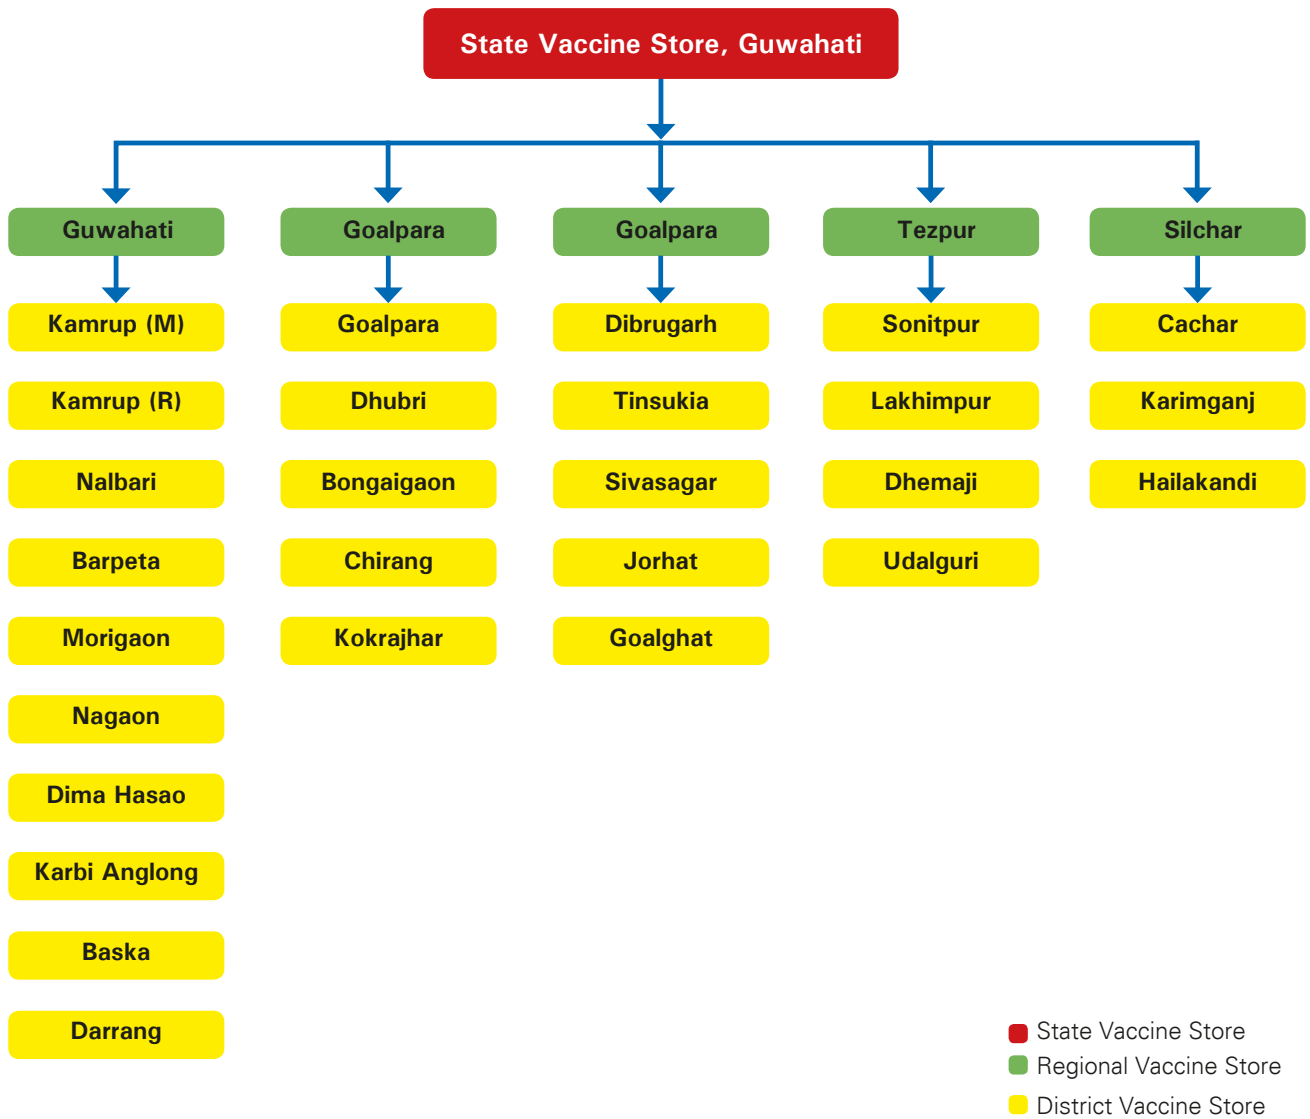 State Vaccine Store, Guwahati
Guwahati
Goalpara
Goalpara
Tezpur
Silchar
Kamrup (M)
Goalpara
Dibrugarh
Sonitpur
Cachar
Kamrup (R)
Dhubri
Tinsukia
Lakhimpur
Karimganj
Nalbari
Bongaigaon
Sivasagar
Dhemaji
Hailakandi
Barpeta
Chirang
Jorhat
Udalguri
Morigaon
Kokrajhar
Goalghat
Nagaon
Dima Hasao
Karbi Anglong
Baska
Darrang
State Vaccine Store
Regional Vaccine Store
District Vaccine Store